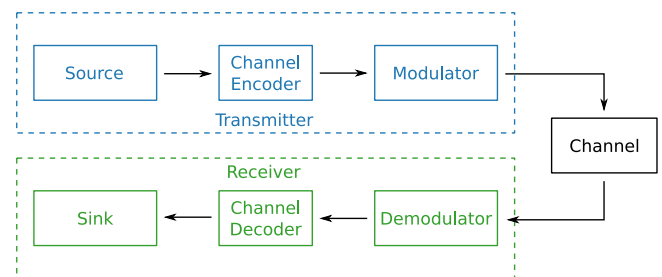 Source
Channel
Encoder
Modulator
Transmitter
Channel
Receiver
Sink
Channel
Decoder
Demodulator